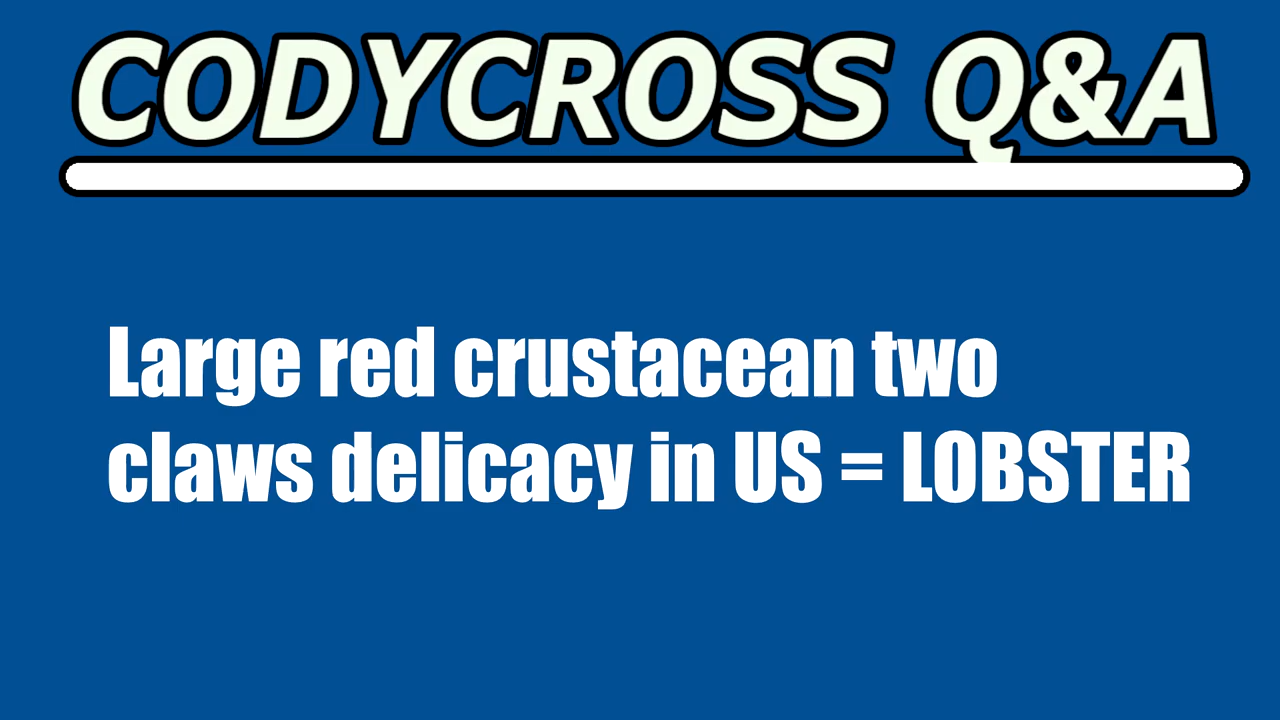 CODYCROSS Q&A
Large red crustacean two
claws delicacy in US = LOBSTER